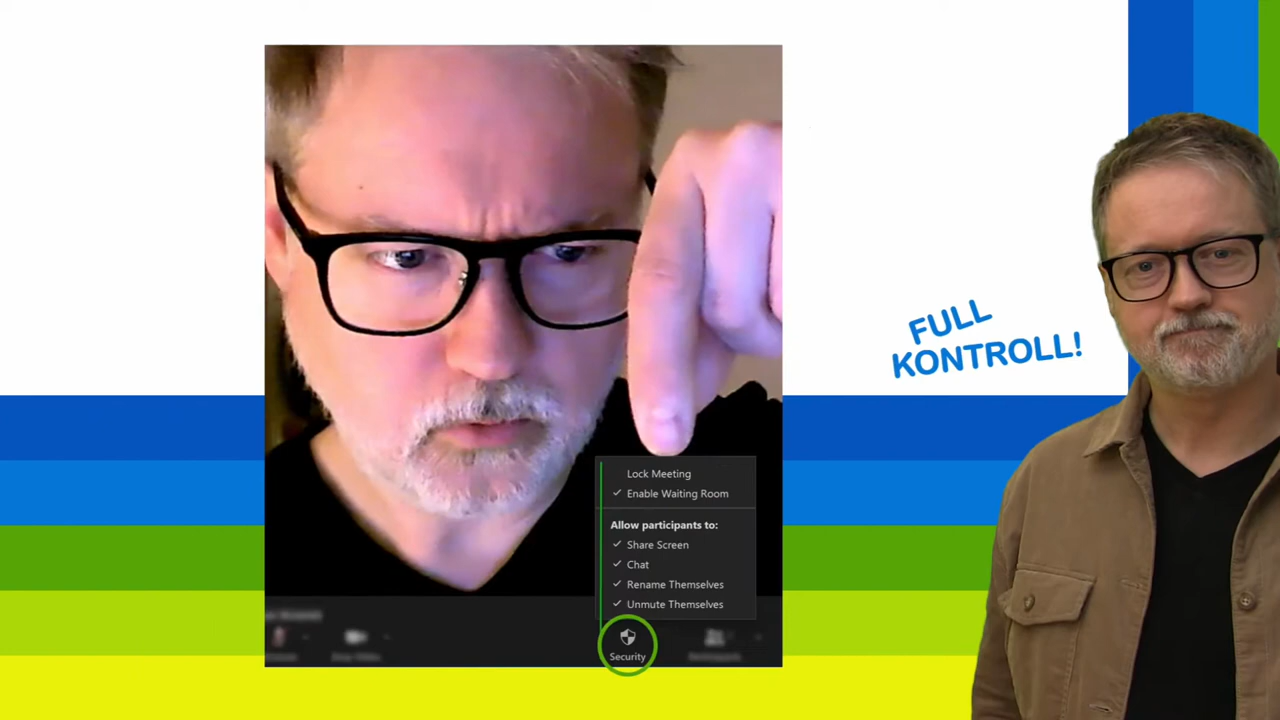 FULL
KONTROLL!
Lock Meeting
Enable Waiting Room
Allow participants to:
Share Screen
Chat
Rename Themselves
Unmute Themselves
Security